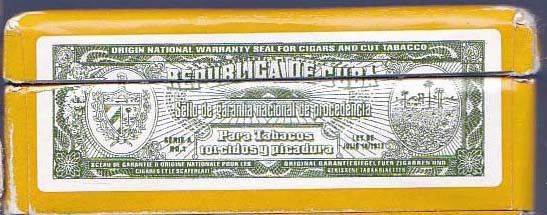 ORIGIN NATIONAL WARRANTY SEAL FOR CIGARS AND CUT TABACCO
REPUBLICA DE CUBA
Sello de garantia nacional de procedencia
SERIE A
NO. 1
Para Tabacos
torcidos y picadura
LEY DE
JULIO 16/1912
SCEAU DE GARANTIE D ORIGINE NATIONALE POUR LES
CIGARES ET LE SCAFERLATI
ORIGINAL GARANTIESIEGEL FUER ZIGARREN UND